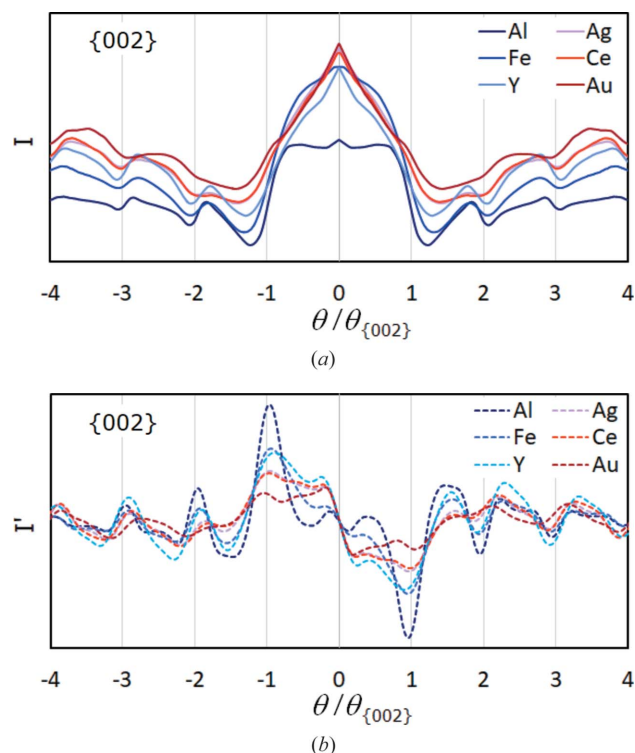 {002}
Al Ag
Fe Ce
Y Au
I
-4 -3 -2 -1 0 1 2 3 4
θ/θ{002}
(a)
{002}
Al Ag
Fe Ce
Y Au
I'
-4 -3 -2 -1 0 1 2 3 4
θ/θ{002}
(b)